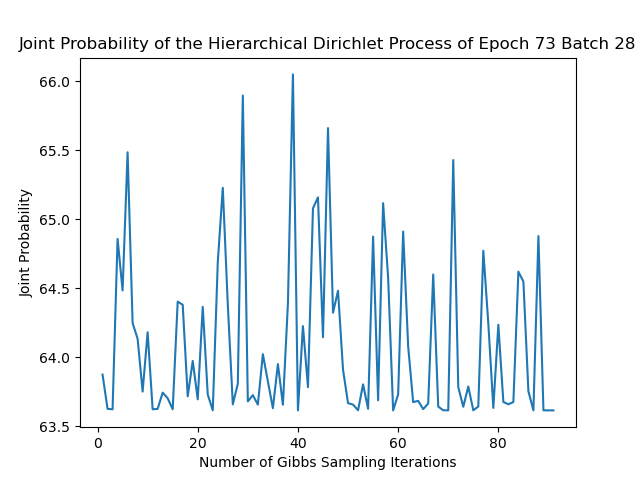 Joint Probability of the Hierarchical Dirichlet Process of Epoch 73 Batch 28
66.0
65.5
65.0
64.5
64.0
63.5
Joint Probability
0 20 40 60 80
Number of Gibbs Sampling Iterations